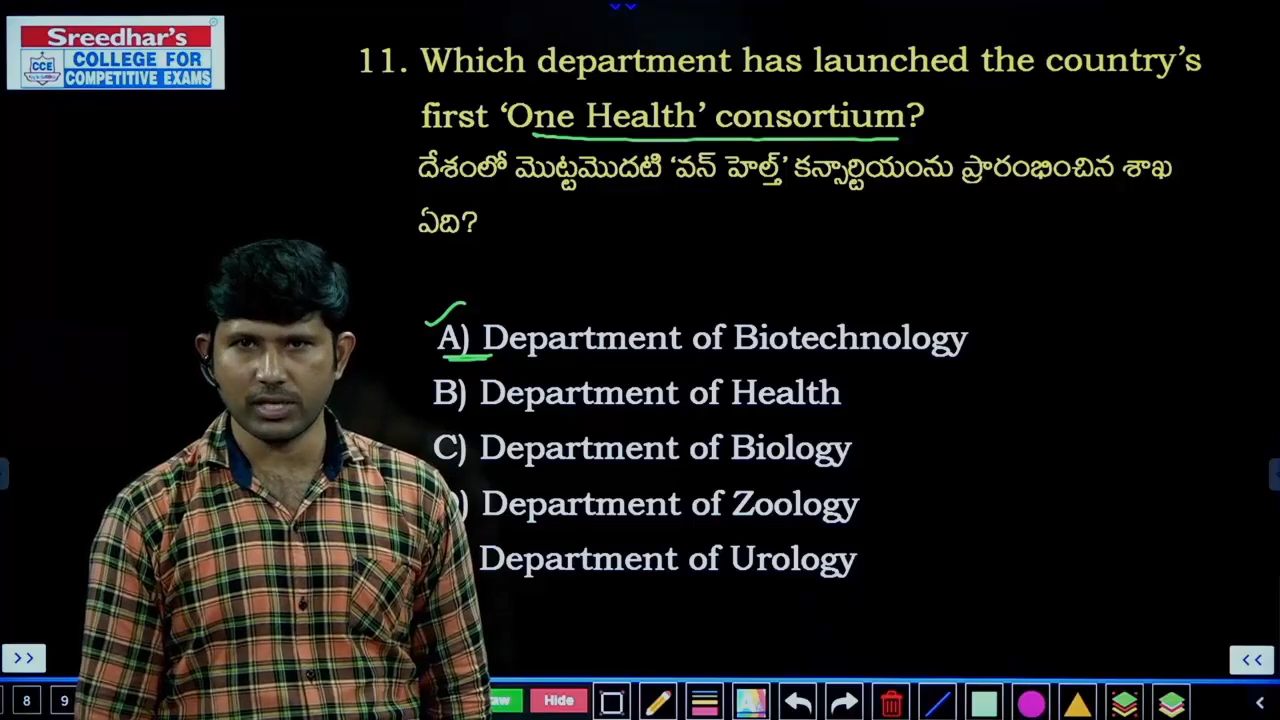 Sreedhar's
CCE
COLLEGE FOR
COMPETITIVE EXAMS
11. Which department has launched the country's
first 'One Health' consortium?
దేశంలో మొట్టమొదటి 'వన్ హెల్త్' కన్సార్టియంను ప్రారంభించిన శాఖ
ఏది?
A) Department of Biotechnology
B) Department of Health
C) Department of Biology
) Department of Zoology
Department of Urology
>>
<<
8 9
Hide